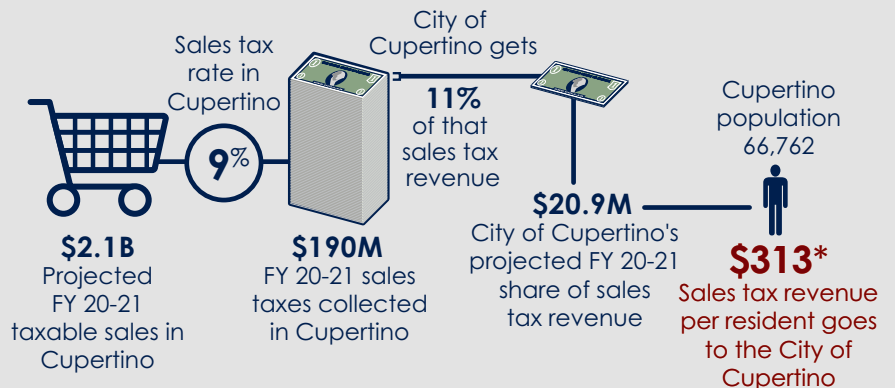 Sales tax
rate in
Cupertino
9%
$2.1B
Projected
FY 20-21
taxable sales in
Cupertino
$190M
FY 20-21 sales
taxes collected
in Cupertino
City of
Cupertino gets
11%
of that
sales tax
revenue
$20.9M
City of Cupertino's
projected FY 20-21
share of sales
tax revenue
Cupertino
population
66,762
$313*
Sales tax revenue
per resident goes
to the City of
Cupertino